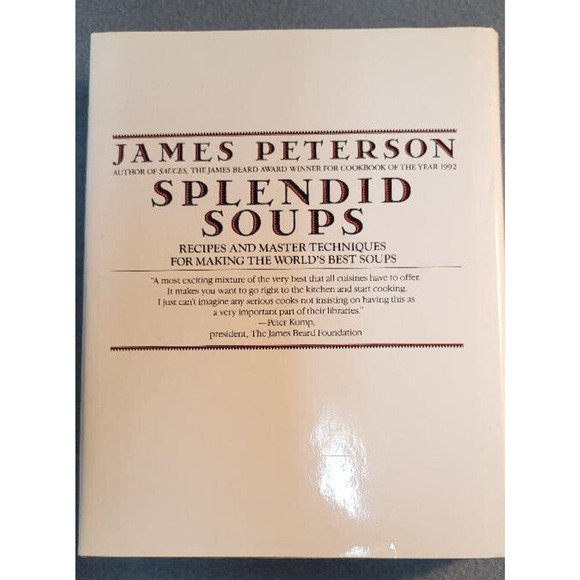 JAMES PETERSON
AUTHOR OF SAUCES, THE JAMES BEARD AWARD WINNER FOR COOKBOOK OF THE YEAR 1992
SPLENDID
SOUPS
RECIPES AND MASTER TECHNIQUES
FOR MAKING THE WORLD'S BEST SOUPS
"A most exciting mixture of the very best that all cuisines have to offer.
It makes you want to go right to the kitchen and start cooking.
I just can't imagine any serious cooks not insisting on having this as
a very important part of their libraries."
—Peter Kump,
president, The James Beard Foundation